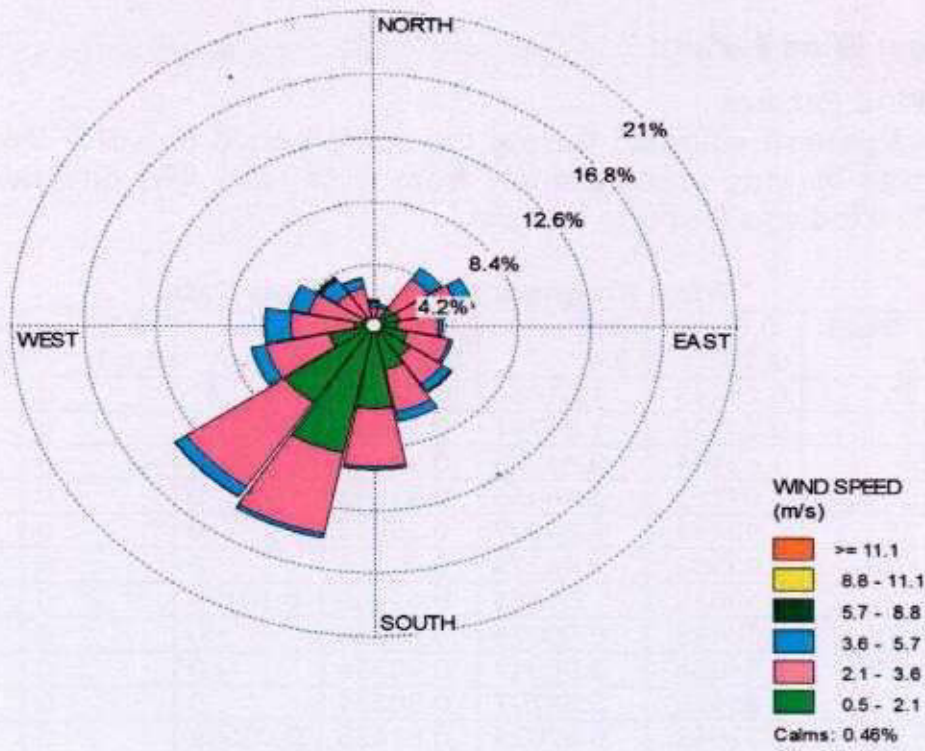 NORTH
21%
16.8%
12.6%
8.4%
4.2%
WEST
EAST
SOUTH
WIND SPEED
(m/s)
>= 11.1
8.8 - 11.1
5.7 - 8.8
3.6 - 5.7
2.1 - 3.6
0.5 - 2.1
Calms: 0.46%